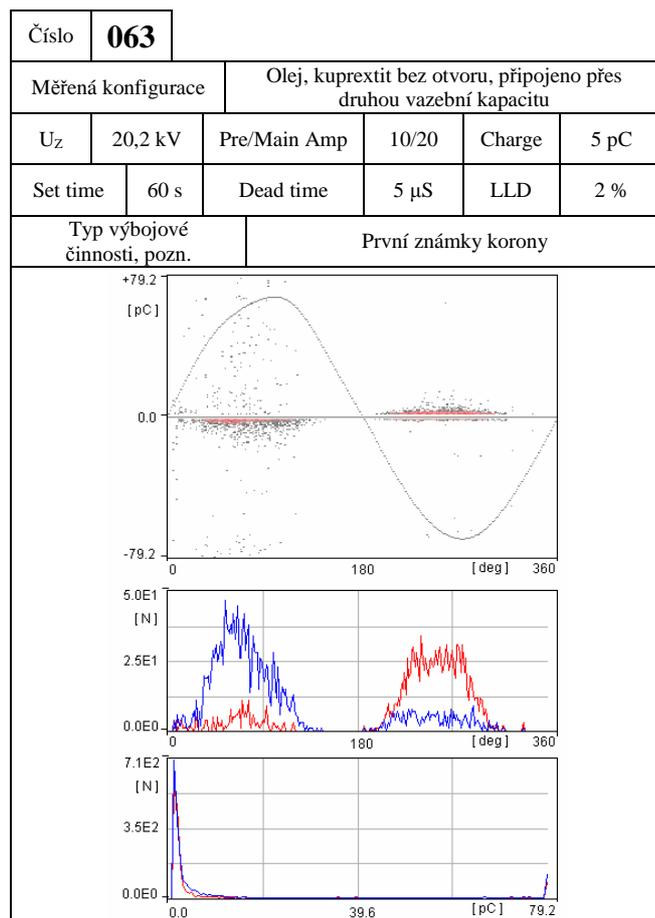 Číslo 063
Měřená konfigurace Olej, kuprextit bez otvoru, připojeno přes
druhou vazební kapacitu
UZ 20,2 kV Pre/Main Amp 10/20 Charge 5 pC
Set time 60 s Dead time 5 μS LLD 2 %
Typ výbojové
činnosti, pozn. První známky korony
+79.2
[pC]
0.0
-79.2
0 180 [deg] 360
5.0E1
[N]
2.5E1
0.0E0
0 180 [deg] 360
7.1E2
[N]
3.5E2
0.0E0
0.0 39.6 [pC] 79.2